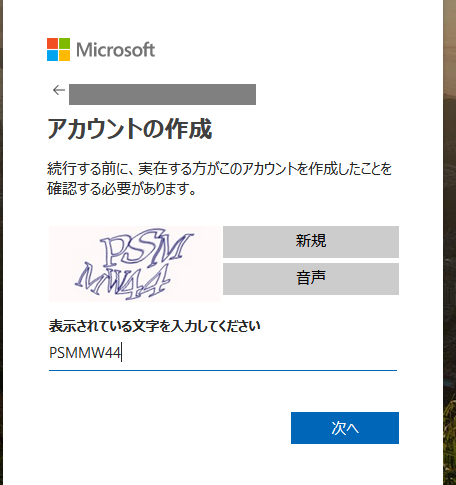 Microsoft
アカウントの作成
続行する前に、実在する方がこのアカウントを作成したことを
確認する必要があります。
PSM
MW44
新規
音声
表示されている文字を入力してください
PSMMW44
次へ